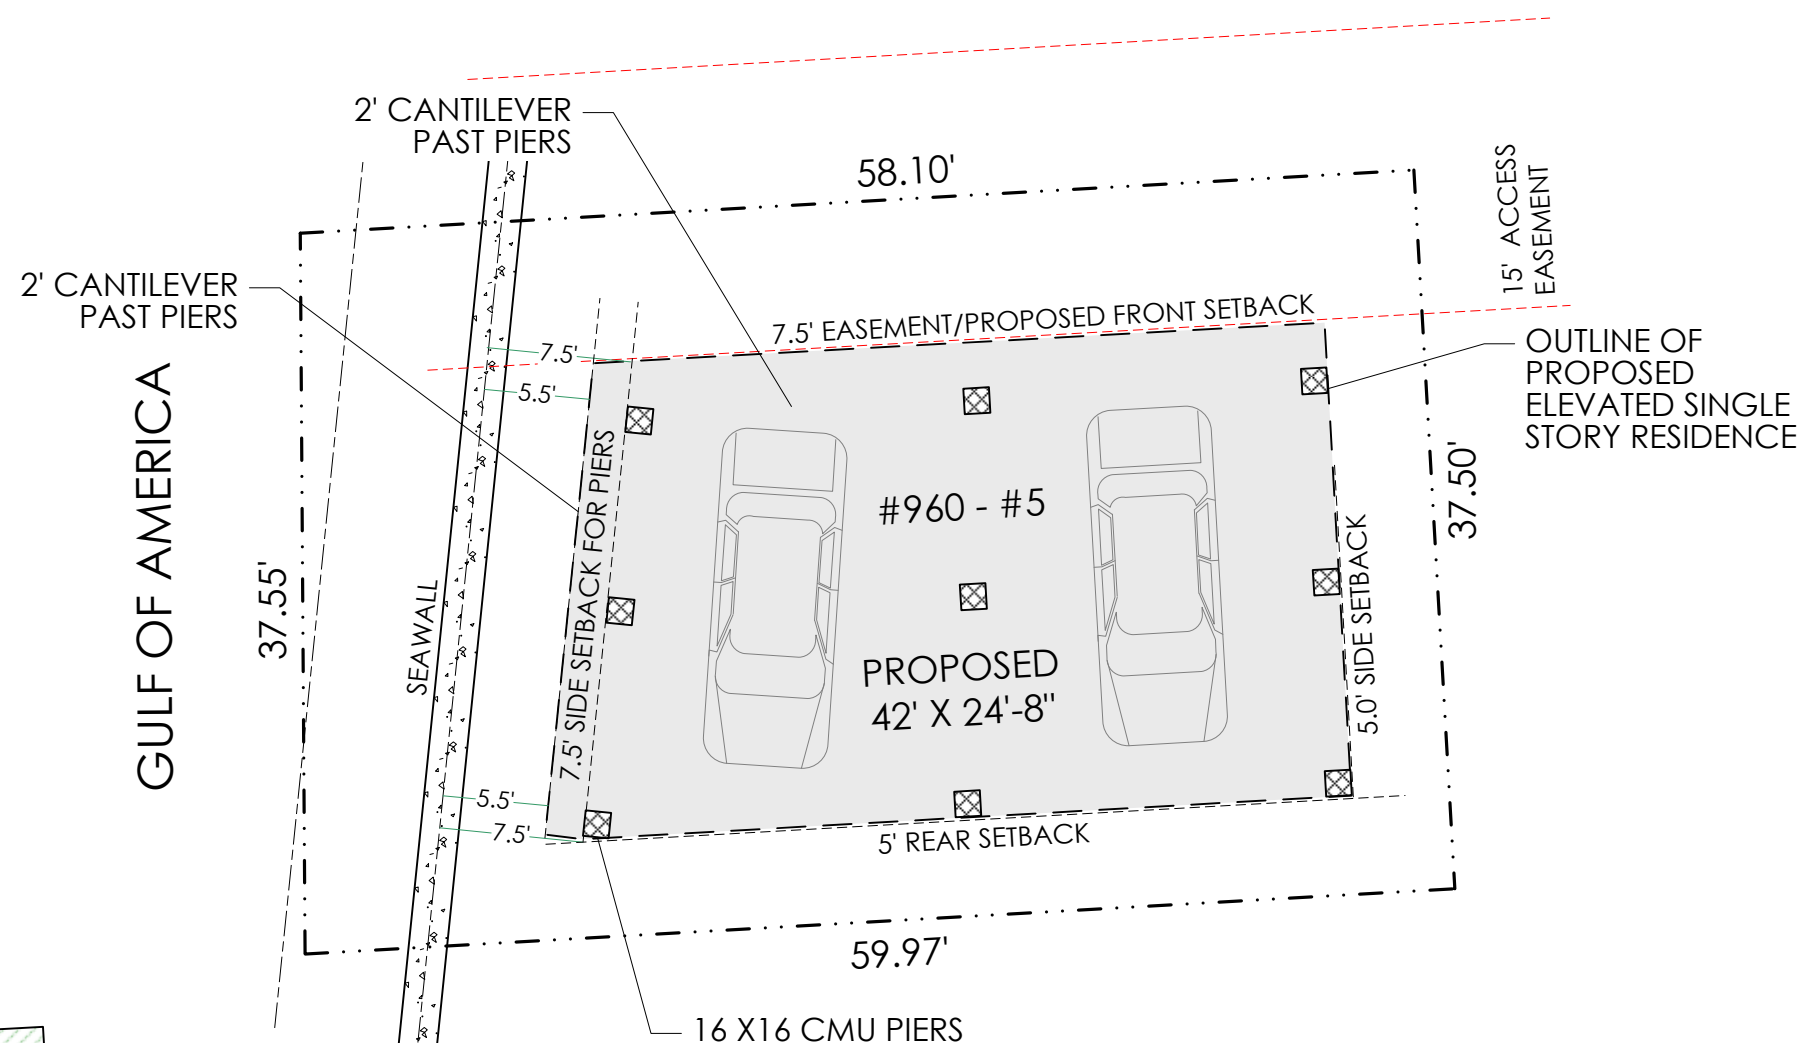 2' CANTILEVER
PAST PIERS
58.10'
15' ACCESS
EASEMENT
2' CANTILEVER
PAST PIERS
7.5' EASEMENT/PROPOSED FRONT SETBACK
OUTLINE OF
PROPOSED
ELEVATED SINGLE
STORY RESIDENCE
7.5'
5.5'
GULF OF AMERICA
37.55'
SEAWALL
7.5' SIDE SETBACK FOR PIERS
#960 - #5
PROPOSED
42' X 24'-8"
5.0' SIDE SETBACK
37.50'
5.5'
7.5'
5' REAR SETBACK
59.97'
16 X16 CMU PIERS